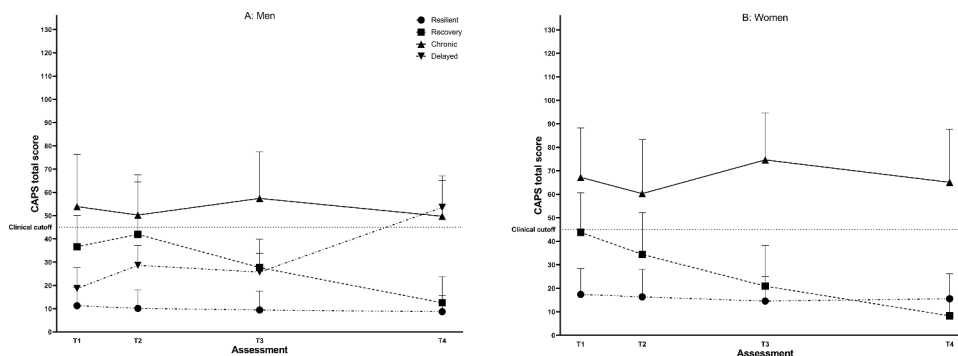 A: Men
Resilient
Recovery
Chronic
Delayed
CAPS total score
130
120
110
100
90
80
70
60
50
Clinical cutoff
40
30
20
10
0
T1 T2 T3 T4
Assessment
B: Women
CAPS total score
130
120
110
100
90
80
70
60
50
Clinical cutoff
40
30
20
10
0
T1 T2 T3 T4
Assessment